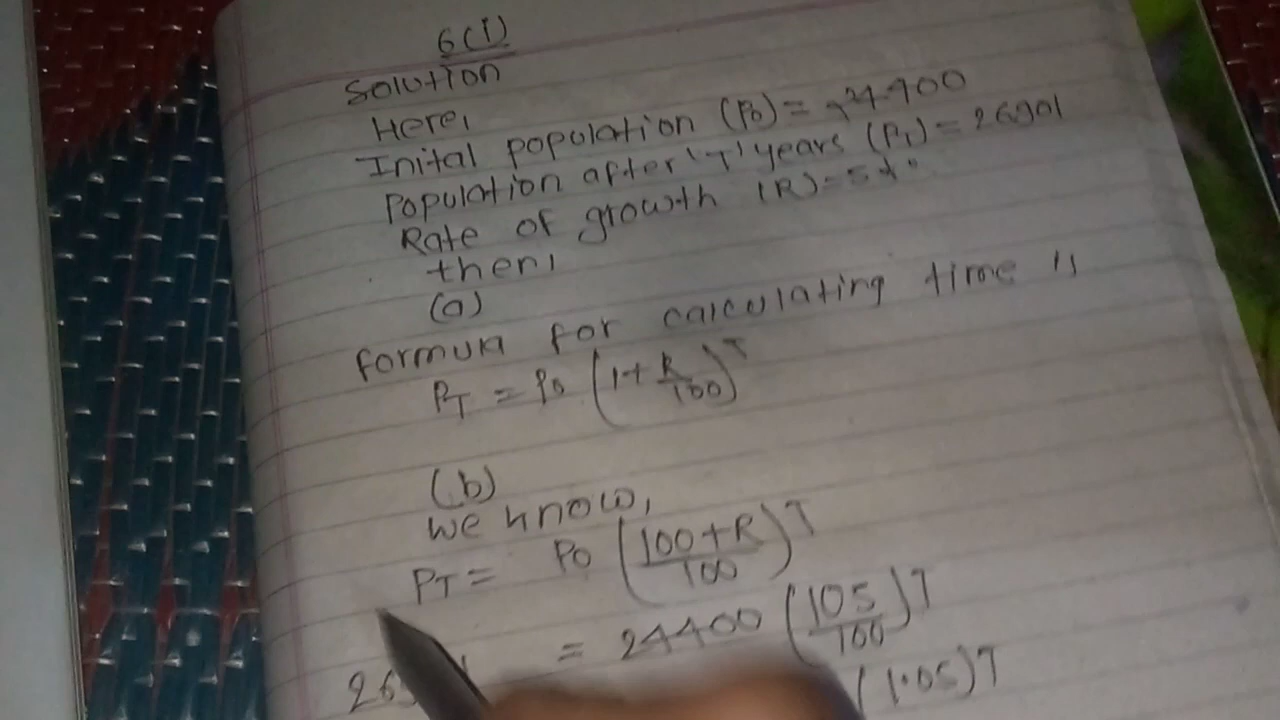 6(i)
Solution
Here,
Inital population (P0) = 24400
Population after 'T' years (PT) = 26901
Rate of growth (R) = 5%
then,
(a)
formula for calculating time is
PT = P0 (1+ R/100)^T
(b)
we know,
PT = P0 (100+R/100)^T
= 24400 (105/100)^T
(1.05)^T